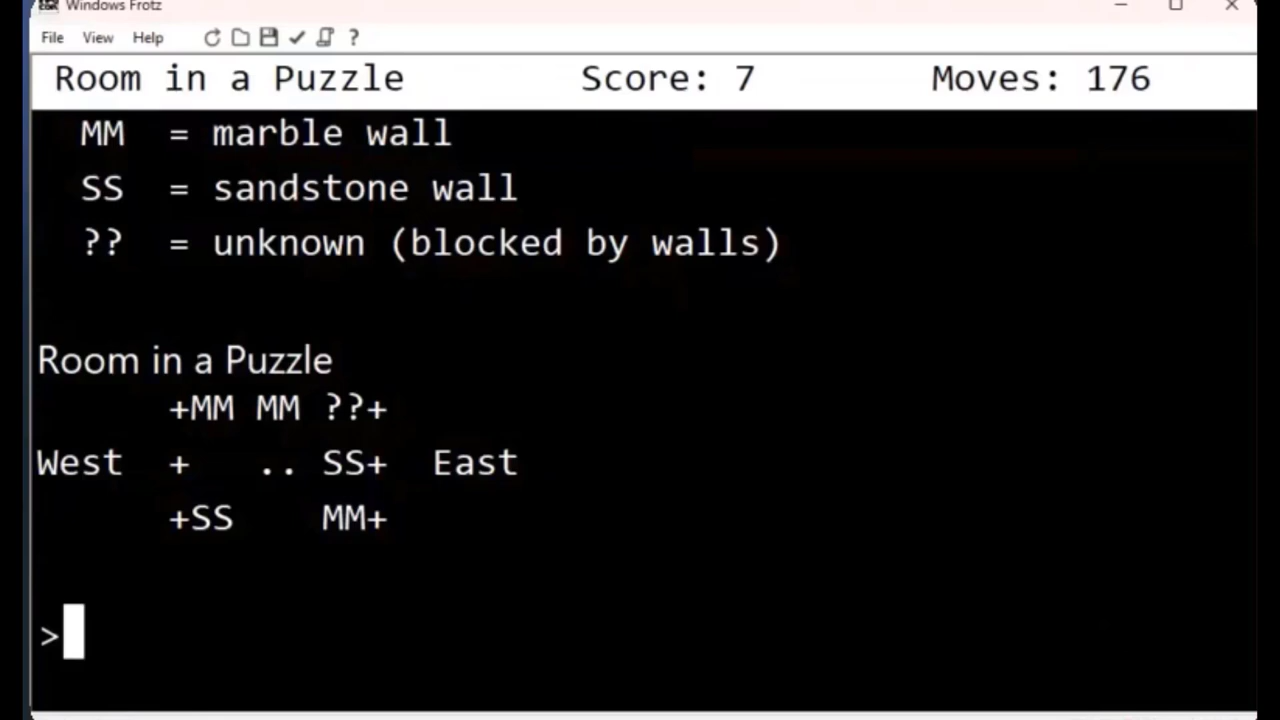 Windows Frotz
File View Help ?
Room in a Puzzle Score: 7 Moves: 176
MM = marble wall
SS = sandstone wall
?? = unknown (blocked by walls)
Room in a Puzzle
+MM MM ??+
West + .. SS+ East
+SS MM+
>